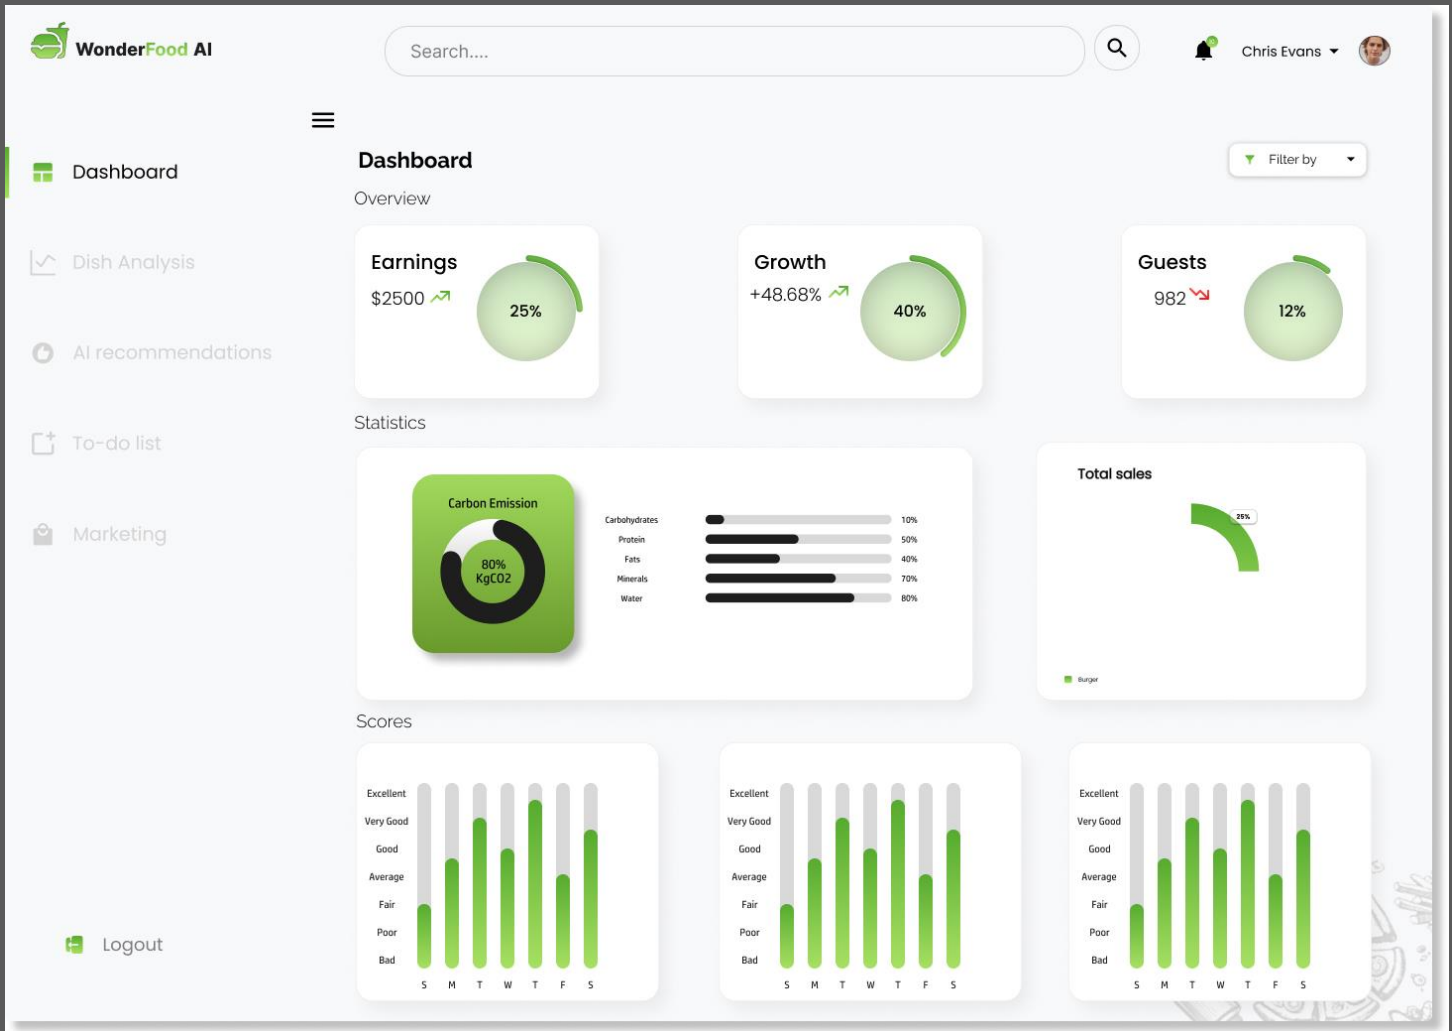 WonderFood AI
Search....
Chris Evans
Dashboard
Dish Analysis
AI recommendations
To-do list
Marketing
Logout
Dashboard
Filter by
Overview
Earnings
$2500
25%
Growth
+48.68%
40%
Guests
982
12%
Statistics
Carbon Emission
80%
KgCO2
Carbohydrates 10%
Protein 50%
Fats 40%
Minerals 70%
Water 80%
Total sales
25%
Burger
Scores
Excellent
Very Good
Good
Average
Fair
Poor
Bad
S M T W T F S
Excellent
Very Good
Good
Average
Fair
Poor
Bad
S M T W T F S
Excellent
Very Good
Good
Average
Fair
Poor
Bad
S M T W T F S